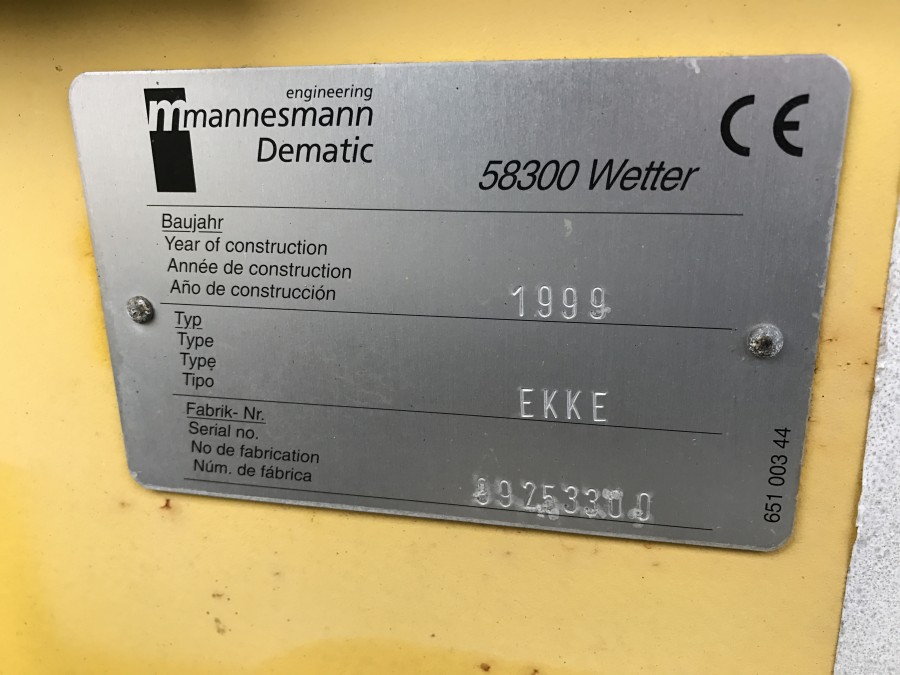 engineering
mannesmann
Dematic
CE
58300 Wetter
Baujahr
Year of construction
Année de construction
Año de construcción
1999
Typ
Type
Type
Tipo
EKKE
Fabrik- Nr.
Serial no.
No de fabrication
Núm. de fábrica
651 003 44